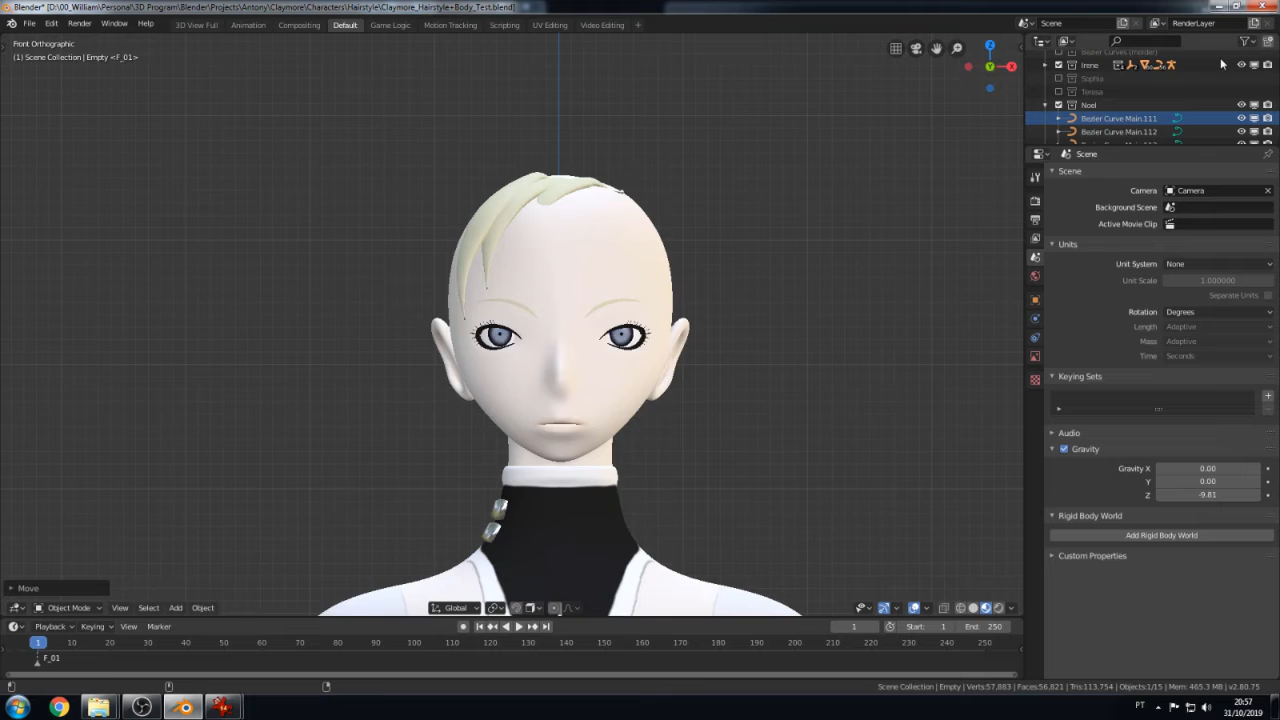 Blender* [D:\00_William\Personal\3D Program\Blender\Projects\Antony\Claymore\Characters\Hairstyle\Claymore_Hairstyle+Body_Test.blend]
File Edit Render Window Help 3D View Full Animation Compositing Default Game Logic Motion Tracking Scripting UV Editing Video Editing + Scene RenderLayer
Front Orthographic
(1) Scene Collection | Empty <F_01>
Z
Y
X
Bezier Curves (molde)
Irene
Sophia
Teresa
Noel
Bezier Curve Main.111
Bezier Curve Main.112
Scene
Scene
Camera Camera
Background Scene
Active Movie Clip
Units
Unit System None
Unit Scale 1.000000
Separate Units
Rotation Degrees
Length Adaptive
Mass Adaptive
Time Seconds
Keying Sets
Audio
Gravity
Gravity X 0.00
Y 0.00
Z -9.81
Rigid Body World
Add Rigid Body World
Custom Properties
Move
Object Mode View Select Add Object Global
Playback Keying View Marker 1 Start: 1 End: 250
1 10 20 30 40 50 60 70 80 90 100 110 120 130 140 150 160 170 180 190 200 210 220 230 240 250
F_01
Scene Collection | Empty | Verts:57,883 | Faces:56,821 | Tris:113,754 | Objects:1/15 | Mem: 465.3 MB | v2.80.75
PT
20:57
31/10/2019